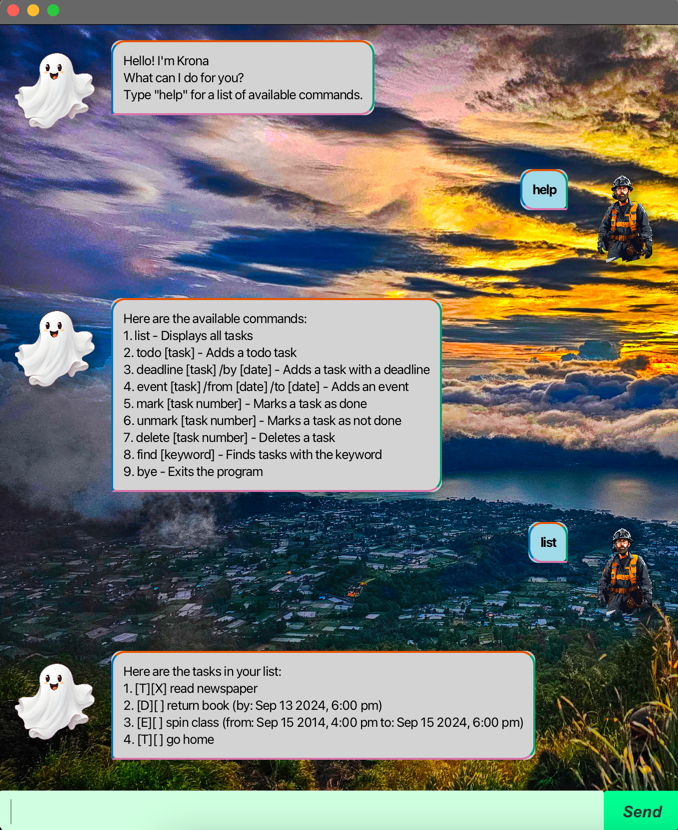 Hello! I'm Krona
What can I do for you?
Type "help" for a list of available commands.
help
Here are the available commands:
1. list - Displays all tasks
2. todo [task] - Adds a todo task
3. deadline [task] /by [date] - Adds a task with a deadline
4. event [task] /from [date] /to [date] - Adds an event
5. mark [task number] - Marks a task as done
6. unmark [task number] - Marks a task as not done
7. delete [task number] - Deletes a task
8. find [keyword] - Finds tasks with the keyword
9. bye - Exits the program
list
Here are the tasks in your list:
1. [T][X] read newspaper
2. [D][ ] return book (by: Sep 13 2024, 6:00 pm)
3. [E][ ] spin class (from: Sep 15 2014, 4:00 pm to: Sep 15 2024, 6:00 pm)
4. [T][ ] go home
Send